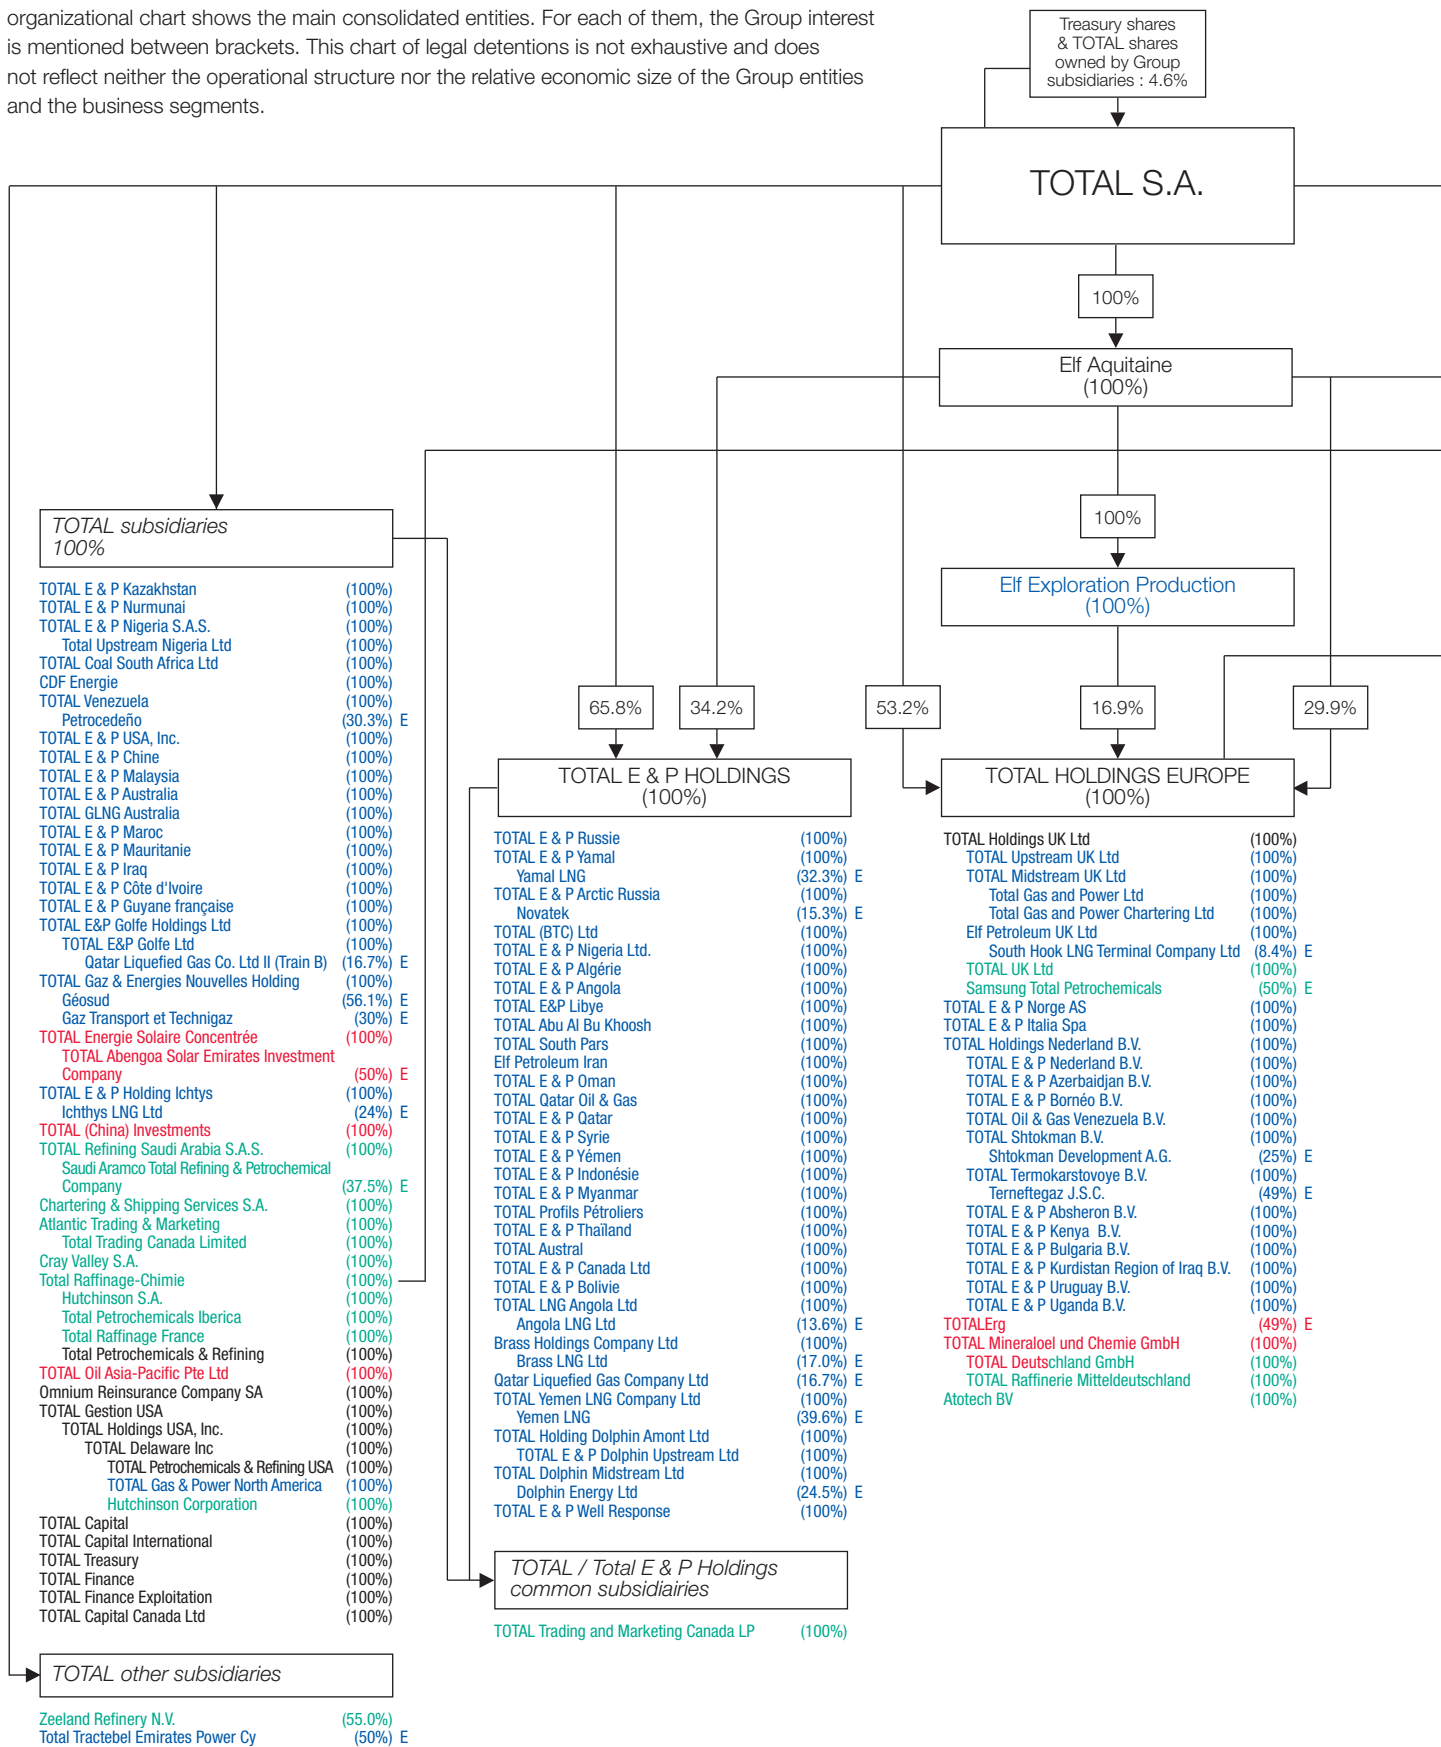 organizational chart shows the main consolidated entities. For each of them, the Group interest
is mentioned between brackets. This chart of legal detentions is not exhaustive and does
not reflect neither the operational structure nor the relative economic size of the Group entities
and the business segments.
Treasury shares
& TOTAL shares
owned by Group
subsidiaries : 4.6%
TOTAL S.A.
100%
Elf Aquitaine
(100%)
100%
Elf Exploration Production
(100%)
65.8%
34.2%
53.2%
16.9%
29.9%
TOTAL subsidiaries
100%
TOTAL E & P Kazakhstan (100%)
TOTAL E & P Nurmunai (100%)
TOTAL E & P Nigeria S.A.S. (100%)
Total Upstream Nigeria Ltd (100%)
TOTAL Coal South Africa Ltd (100%)
CDF Energie (100%)
TOTAL Venezuela (100%)
Petrocedeño (30.3%) E
TOTAL E & P USA, Inc. (100%)
TOTAL E & P Chine (100%)
TOTAL E & P Malaysia (100%)
TOTAL E & P Australia (100%)
TOTAL GLNG Australia (100%)
TOTAL E & P Maroc (100%)
TOTAL E & P Mauritanie (100%)
TOTAL E & P Iraq (100%)
TOTAL E & P Côte d'Ivoire (100%)
TOTAL E & P Guyane française (100%)
TOTAL E&P Golfe Holdings Ltd (100%)
TOTAL E&P Golfe Ltd (100%)
Qatar Liquefied Gas Co. Ltd II (Train B) (16.7%) E
TOTAL Gaz & Energies Nouvelles Holding (100%)
Géosud (56.1%) E
Gaz Transport et Technigaz (30%) E
TOTAL Energie Solaire Concentrée (100%)
TOTAL Abengoa Solar Emirates Investment
Company (50%) E
TOTAL E & P Holding Ichtys (100%)
Ichthys LNG Ltd (24%) E
TOTAL (China) Investments (100%)
TOTAL Refining Saudi Arabia S.A.S. (100%)
Saudi Aramco Total Refining & Petrochemical
Company (37.5%) E
Chartering & Shipping Services S.A. (100%)
Atlantic Trading & Marketing (100%)
Total Trading Canada Limited (100%)
Cray Valley S.A. (100%)
Total Raffinage-Chimie (100%)
Hutchinson S.A. (100%)
Total Petrochemicals Iberica (100%)
Total Raffinage France (100%)
Total Petrochemicals & Refining (100%)
TOTAL Oil Asia-Pacific Pte Ltd (100%)
Omnium Reinsurance Company SA (100%)
TOTAL Gestion USA (100%)
TOTAL Holdings USA, Inc. (100%)
TOTAL Delaware Inc (100%)
TOTAL Petrochemicals & Refining USA (100%)
TOTAL Gas & Power North America (100%)
Hutchinson Corporation (100%)
TOTAL Capital (100%)
TOTAL Capital International (100%)
TOTAL Treasury (100%)
TOTAL Finance (100%)
TOTAL Finance Exploitation (100%)
TOTAL Capital Canada Ltd (100%)
TOTAL other subsidiaries
Zeeland Refinery N.V. (55.0%)
Total Tractebel Emirates Power Cy (50%) E
TOTAL E & P HOLDINGS
(100%)
TOTAL E & P Russie (100%)
TOTAL E & P Yamal (100%)
Yamal LNG (32.3%) E
TOTAL E & P Arctic Russia (100%)
Novatek (15.3%) E
TOTAL (BTC) Ltd (100%)
TOTAL E & P Nigeria Ltd. (100%)
TOTAL E & P Algérie (100%)
TOTAL E & P Angola (100%)
TOTAL E&P Libye (100%)
TOTAL Abu Al Bu Khoosh (100%)
TOTAL South Pars (100%)
Elf Petroleum Iran (100%)
TOTAL E & P Oman (100%)
TOTAL Qatar Oil & Gas (100%)
TOTAL E & P Qatar (100%)
TOTAL E & P Syrie (100%)
TOTAL E & P Yémen (100%)
TOTAL E & P Indonésie (100%)
TOTAL E & P Myanmar (100%)
TOTAL Profils Pétroliers (100%)
TOTAL E & P Thaïland (100%)
TOTAL Austral (100%)
TOTAL E & P Canada Ltd (100%)
TOTAL E & P Bolivie (100%)
TOTAL LNG Angola Ltd (100%)
Angola LNG Ltd (13.6%) E
Brass Holdings Company Ltd (100%)
Brass LNG Ltd (17.0%) E
Qatar Liquefied Gas Company Ltd (16.7%) E
TOTAL Yemen LNG Company Ltd (100%)
Yemen LNG (39.6%) E
TOTAL Holding Dolphin Amont Ltd (100%)
TOTAL E & P Dolphin Upstream Ltd (100%)
TOTAL Dolphin Midstream Ltd (100%)
Dolphin Energy Ltd (24.5%) E
TOTAL E & P Well Response (100%)
TOTAL / Total E & P Holdings
common subsidiairies
TOTAL Trading and Marketing Canada LP (100%)
TOTAL HOLDINGS EUROPE
(100%)
TOTAL Holdings UK Ltd (100%)
TOTAL Upstream UK Ltd (100%)
TOTAL Midstream UK Ltd (100%)
Total Gas and Power Ltd (100%)
Total Gas and Power Chartering Ltd (100%)
Elf Petroleum UK Ltd (100%)
South Hook LNG Terminal Company Ltd (8.4%) E
TOTAL UK Ltd (100%)
Samsung Total Petrochemicals (50%) E
TOTAL E & P Norge AS (100%)
TOTAL E & P Italia Spa (100%)
TOTAL Holdings Nederland B.V. (100%)
TOTAL E & P Nederland B.V. (100%)
TOTAL E & P Azerbaidjan B.V. (100%)
TOTAL E & P Bornéo B.V. (100%)
TOTAL Oil & Gas Venezuela B.V. (100%)
TOTAL Shtokman B.V. (100%)
Shtokman Development A.G. (25%) E
TOTAL Termokarstovoye B.V. (100%)
Terneftegaz J.S.C. (49%) E
TOTAL E & P Absheron B.V. (100%)
TOTAL E & P Kenya B.V. (100%)
TOTAL E & P Bulgaria B.V. (100%)
TOTAL E & P Kurdistan Region of Iraq B.V. (100%)
TOTAL E & P Uruguay B.V. (100%)
TOTAL E & P Uganda B.V. (100%)
TOTALErg (49%) E
TOTAL Mineraloel und Chemie GmbH (100%)
TOTAL Deutschland GmbH (100%)
TOTAL Raffinerie Mitteldeutschland (100%)
Atotech BV (100%)